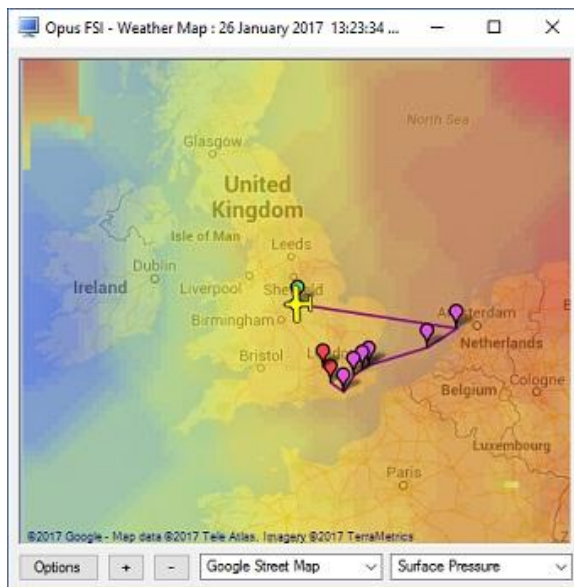 Opus FSI - Weather Map : 26 January 2017 13:23:34 ...
North Sea
Glasgow
United
Kingdom
Isle of Man
Leeds
Dublin
Ireland
Liverpool
Sheffield
Birmingham
Amsterdam
Netherlands
Bristol
London
Belgium
Cologne
Luxembourg
Paris
©2017 Google - Map data ©2017 Tele Atlas, Imagery ©2017 TerraMetrics
Options
+
-
Google Street Map
Surface Pressure